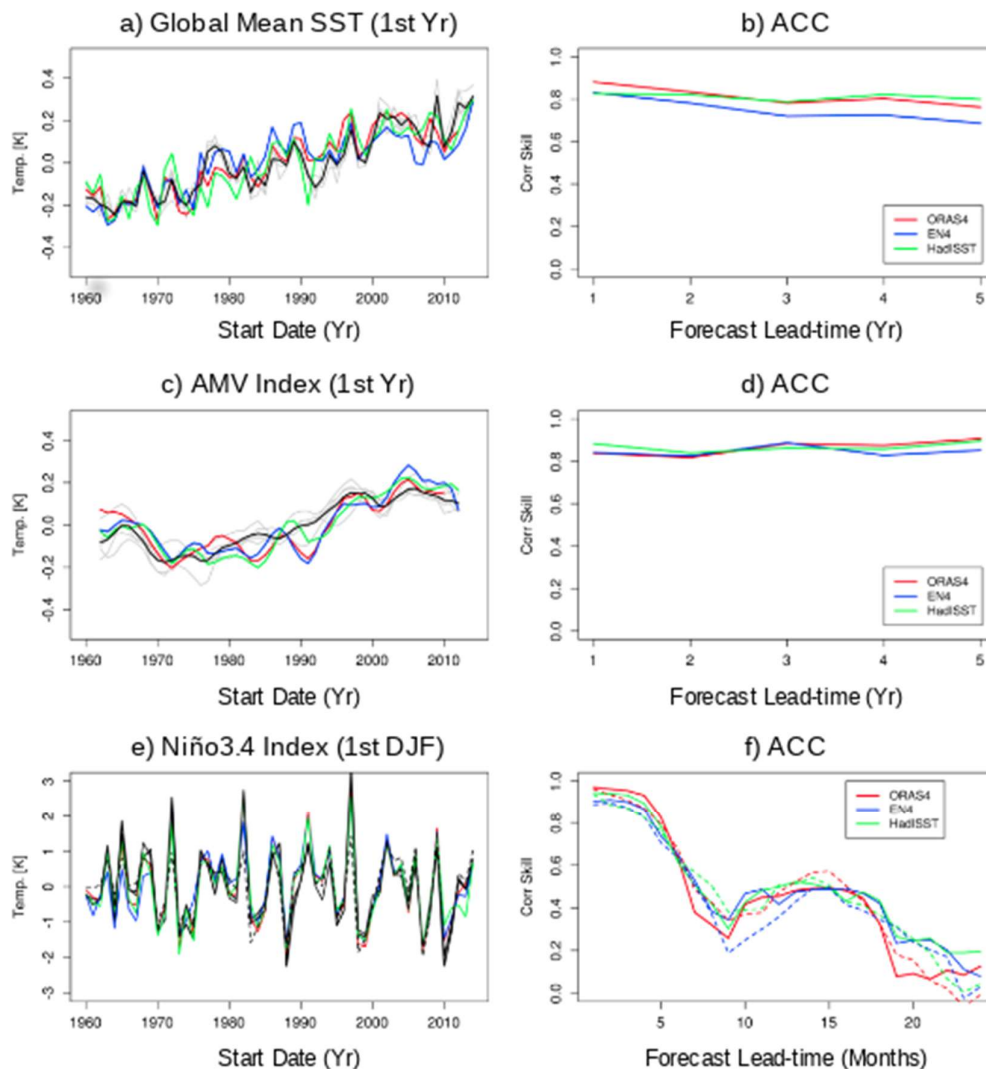 a) Global Mean SST (1st Yr)
b) ACC
Temp. [K]
0.4
0.2
0.0
-0.2
-0.4
1960 1970 1980 1990 2000 2010
Start Date (Yr)
Corr Skill
1.0
0.8
0.6
0.4
0.2
0.0
ORAS4
EN4
HadISST
1 2 3 4 5
Forecast Lead-time (Yr)
c) AMV Index (1st Yr)
d) ACC
Temp. [K]
0.4
0.2
0.0
-0.2
-0.4
1960 1970 1980 1990 2000 2010
Start Date (Yr)
Corr Skill
1.0
0.8
0.6
0.4
0.2
0.0
ORAS4
EN4
HadISST
1 2 3 4 5
Forecast Lead-time (Yr)
e) Niño3.4 Index (1st DJF)
f) ACC
Temp. [K]
3
2
1
0
-1
-2
-3
1960 1970 1980 1990 2000 2010
Start Date (Yr)
Corr Skill
1.0
0.8
0.6
0.4
0.2
0.0
ORAS4
EN4
HadISST
5 10 15 20
Forecast Lead-time (Months)